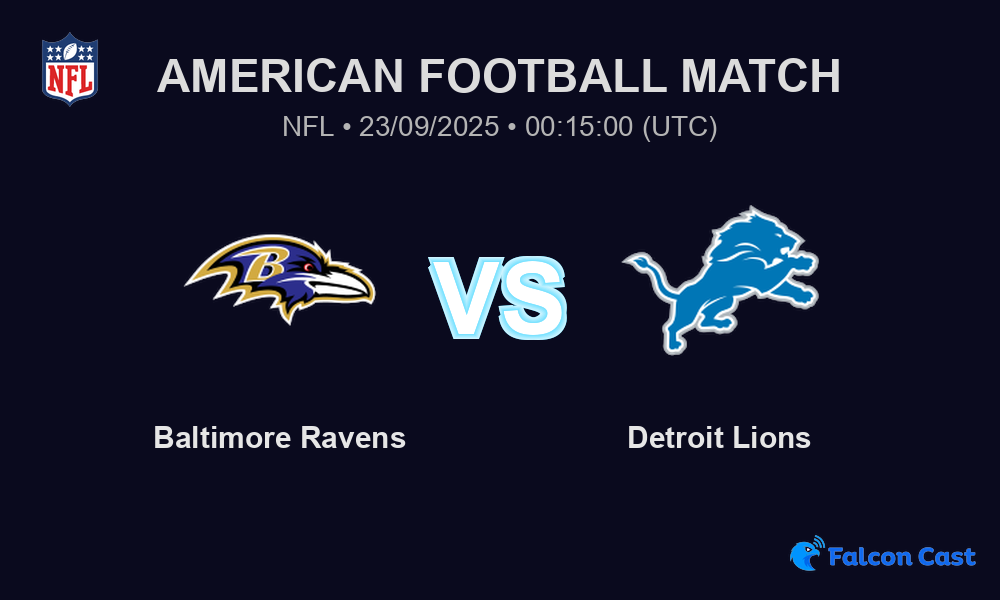 NFL
AMERICAN FOOTBALL MATCH
NFL • 23/09/2025 • 00:15:00 (UTC)
B
VS
Baltimore Ravens
Detroit Lions
Falcon Cast